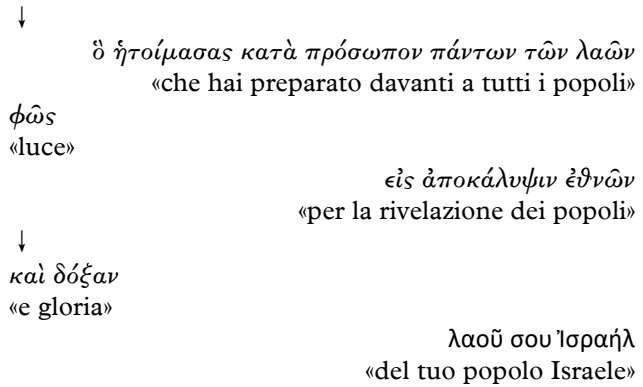 ↓
ὃ ἡτοίμασας κατὰ πρόσωπον πάντων τῶν λαῶν
«che hai preparato davanti a tutti i popoli»
φῶς
«luce»
εἰς ἀποκάλυψιν ἐθνῶν
«per la rivelazione dei popoli»
↓
καὶ δόξαν
«e gloria»
λαοῦ σου Ἰσραήλ
«del tuo popolo Israele»